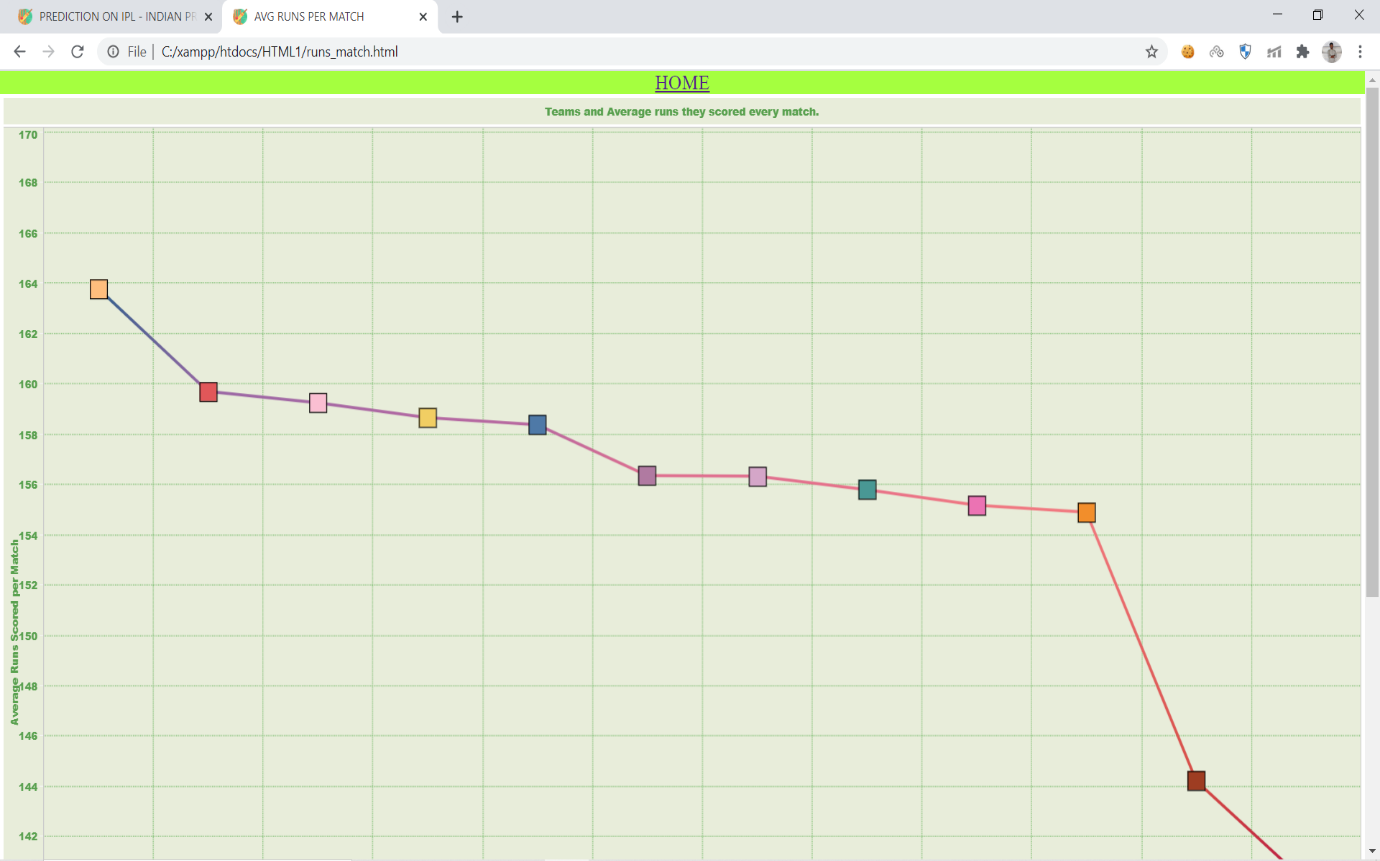 PREDICTION ON IPL - INDIAN PR
AVG RUNS PER MATCH
File | C:/xampp/htdocs/HTML1/runs_match.html
HOME
Teams and Average runs they scored every match.
170
168
166
164
162
160
158
156
154
152
150
148
146
144
142
Average Runs Scored per Match